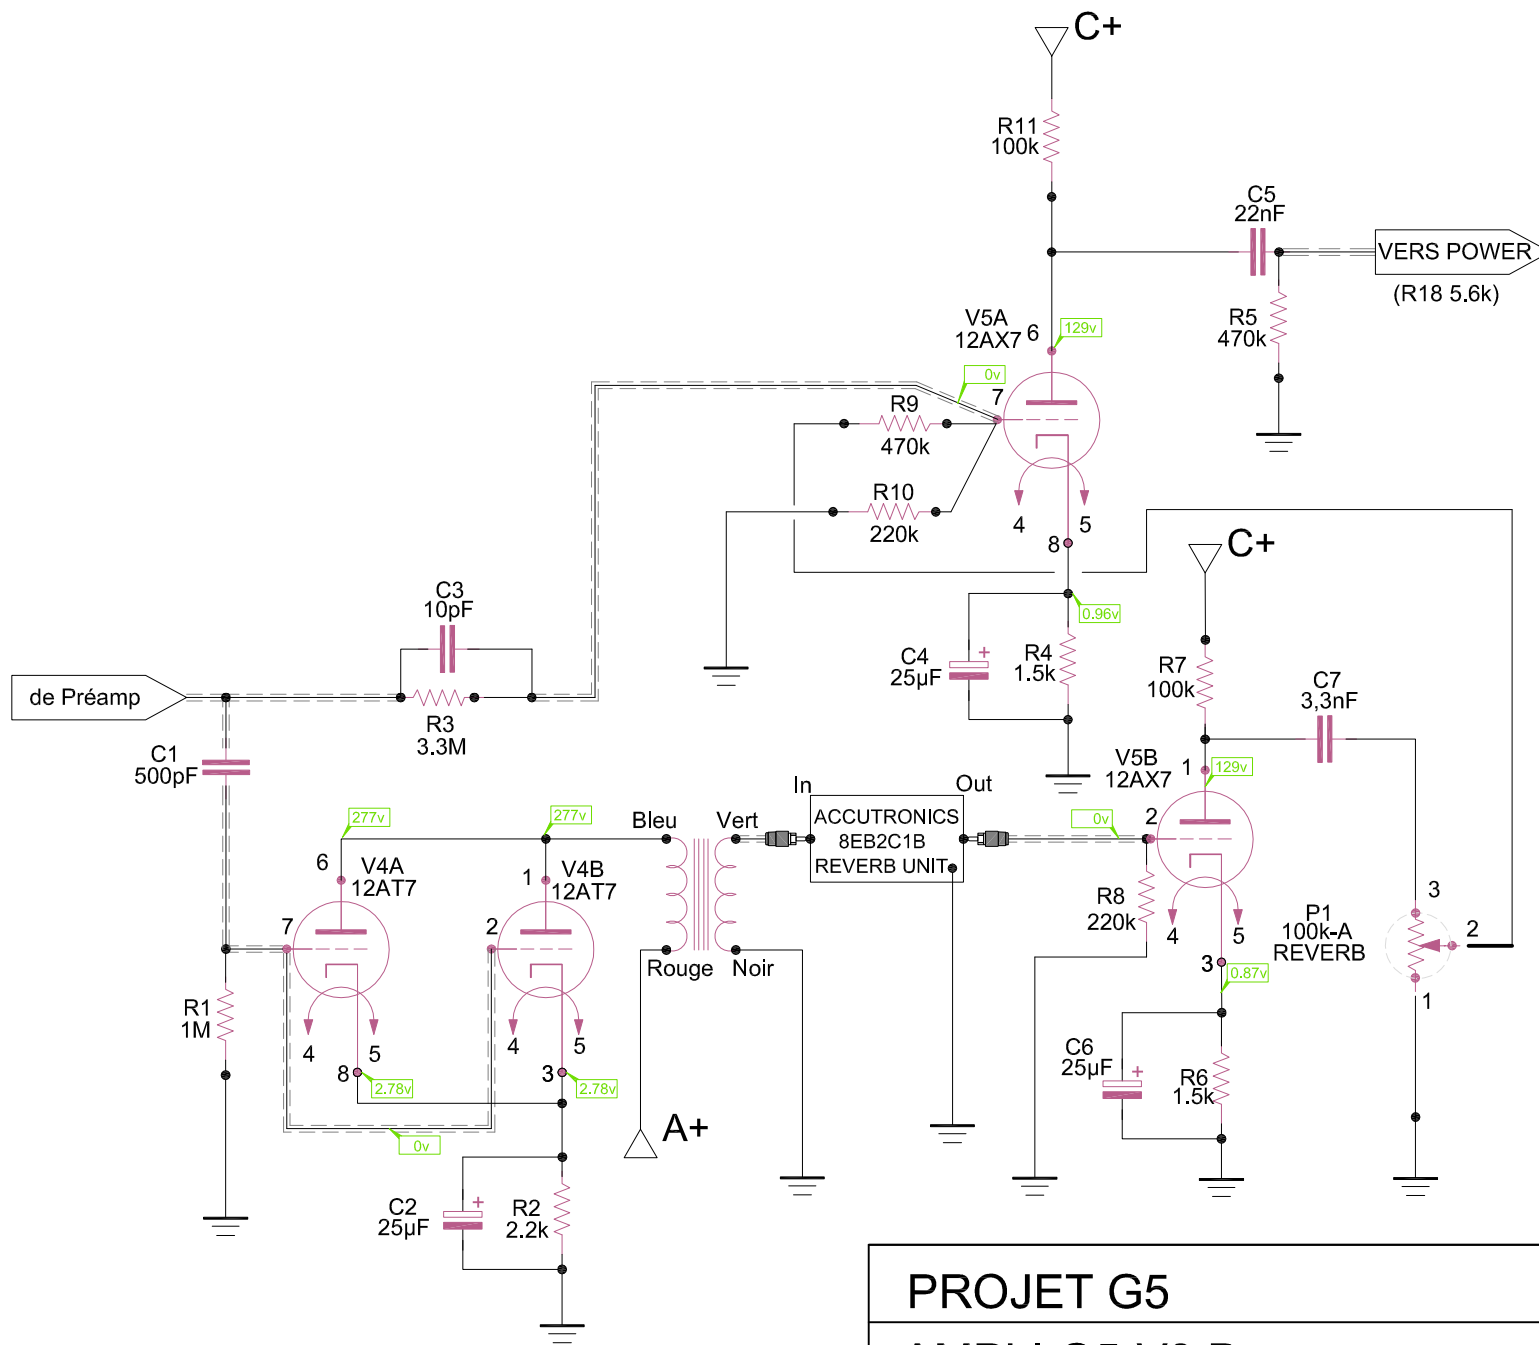 C+
R11
100k
C5
22nF
VERS POWER
(R18 5.6k)
R5
470k
V5A
12AX7
6
129v
0v
7
R9
470k
R10
220k
4
5
8
0.96v
C4
25µF
+
R4
1.5k
C+
C3
10pF
de Préamp
R3
3.3M
C1
500pF
R7
100k
C7
3,3nF
V5B
12AX7
1
129v
In
Out
ACCUTRONICS
8EB2C1B
REVERB UNIT
0v
2
277v
277v
Bleu
Vert
6
V4A
12AT7
1
V4B
12AT7
7
2
Rouge
Noir
R8
220k
4
5
3
0.87v
P1
100k-A
REVERB
3
2
1
R1
1M
4
5
8
2.78v
4
5
3
2.78v
0v
A+
C6
25µF
+
R6
1.5k
C2
25µF
+
R2
2.2k
PROJET G5